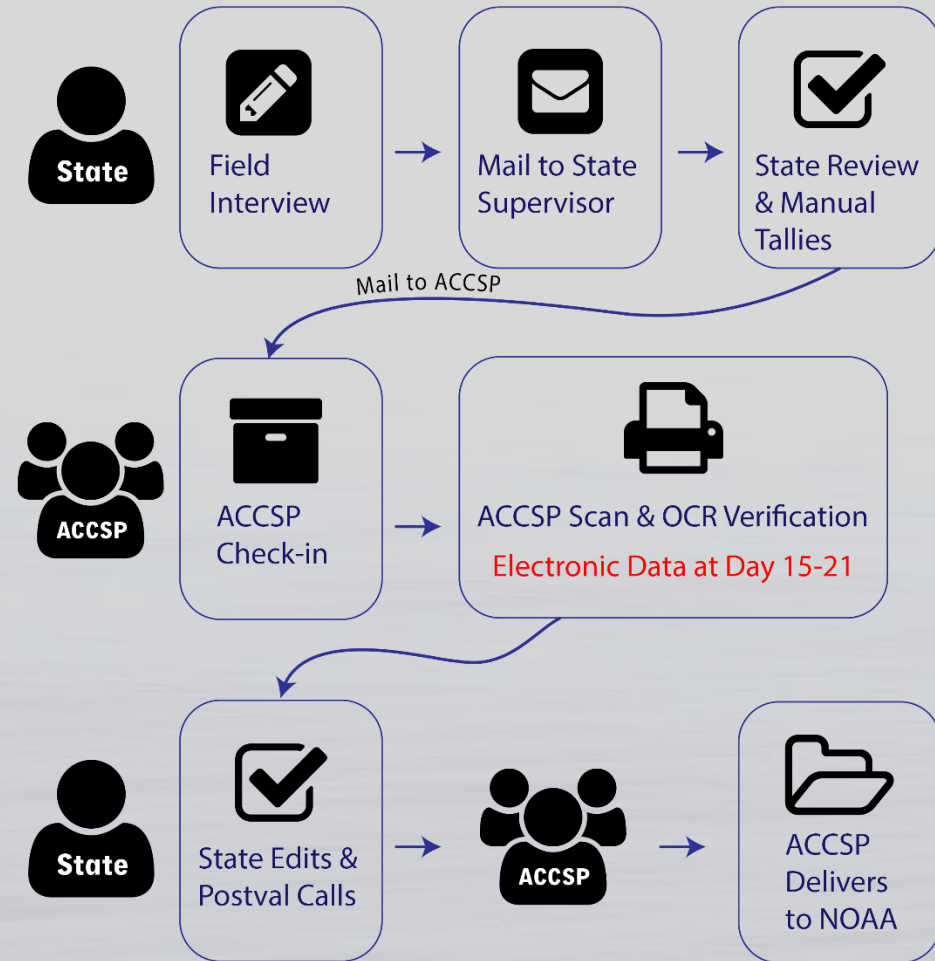 State
Field
Interview
Mail to State
Supervisor
State Review
& Manual
Tallies
Mail to ACCSP
ACCSP
ACCSP
Check-in
ACCSP Scan & OCR Verification
Electronic Data at Day 15-21
State
State Edits &
Postval Calls
ACCSP
ACCSP
Delivers
to NOAA